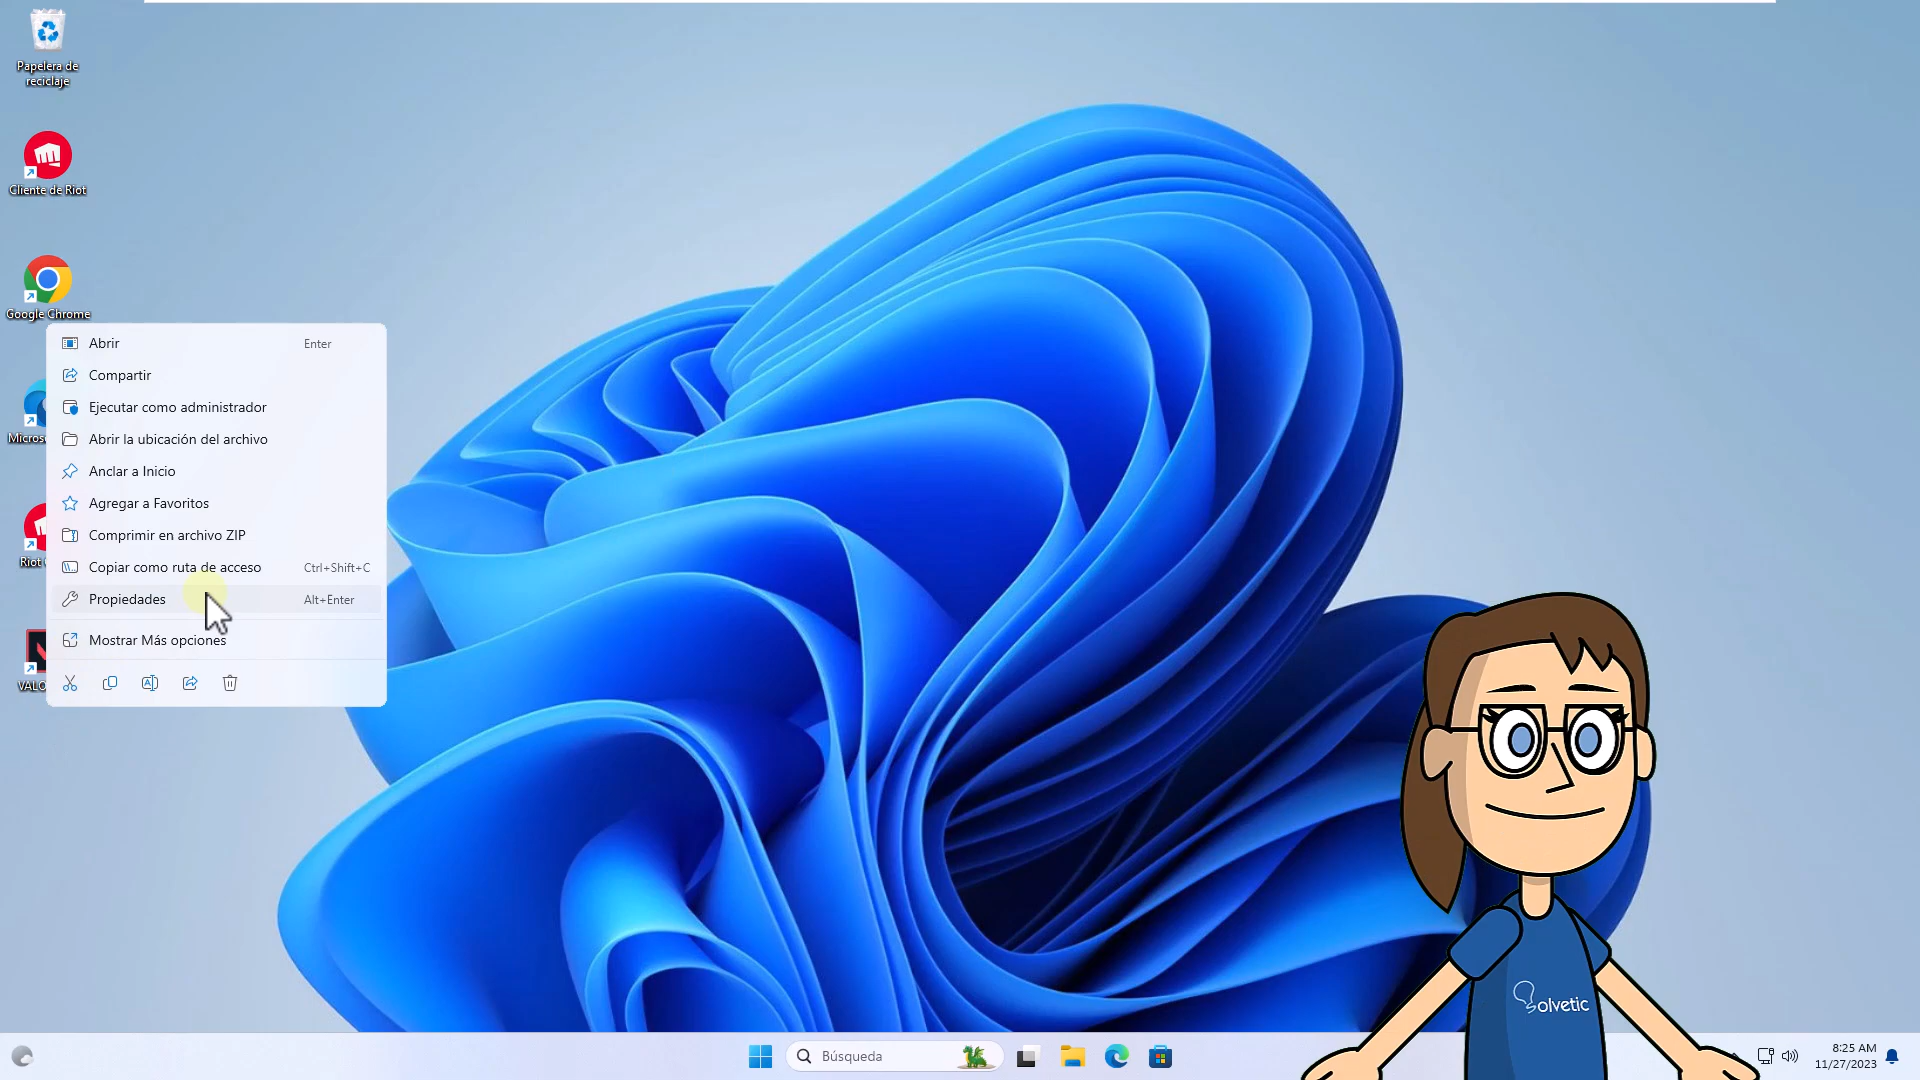 Papelera de
reciclaje
Cliente de Riot
Google Chrome
Abrir Enter
Compartir
Ejecutar como administrador
Abrir la ubicación del archivo
Anclar a Inicio
Agregar a Favoritos
Comprimir en archivo ZIP
Copiar como ruta de acceso Ctrl+Shift+C
Propiedades Alt+Enter
Mostrar Más opciones
Micros
Riot
VALO
Solvetic
Búsqueda
8:25 AM
11/27/2023